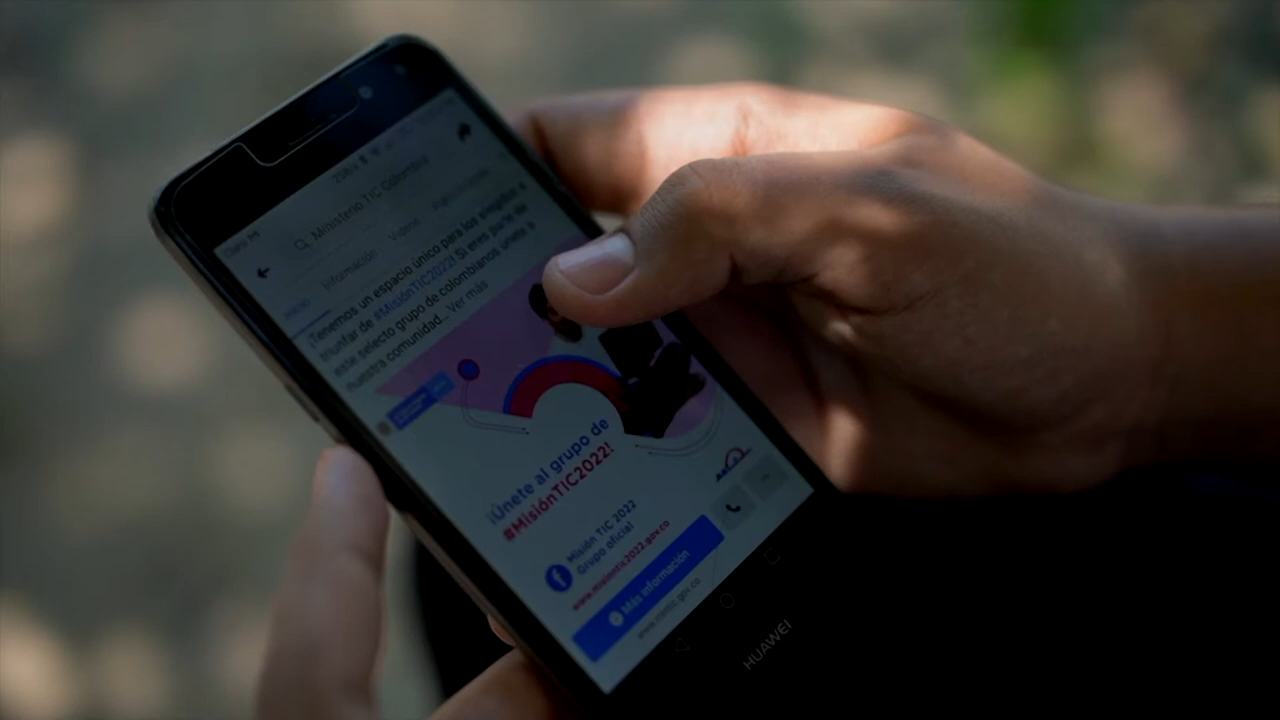 Ministerio TIC Colombia
INICIO
Información
Videos
¡Tenemos un espacio único para los elegidos a
triunfar de #MisiónTIC2022! Si eres parte de
este selecto grupo de colombianos únete a
nuestra comunidad... Ver más
¡Únete al grupo de
#MisiónTIC2022!
Misión TIC 2022
Grupo oficial
www.misiontic2022.gov.co
Más información
www.mintic.gov.co
HUAWEI